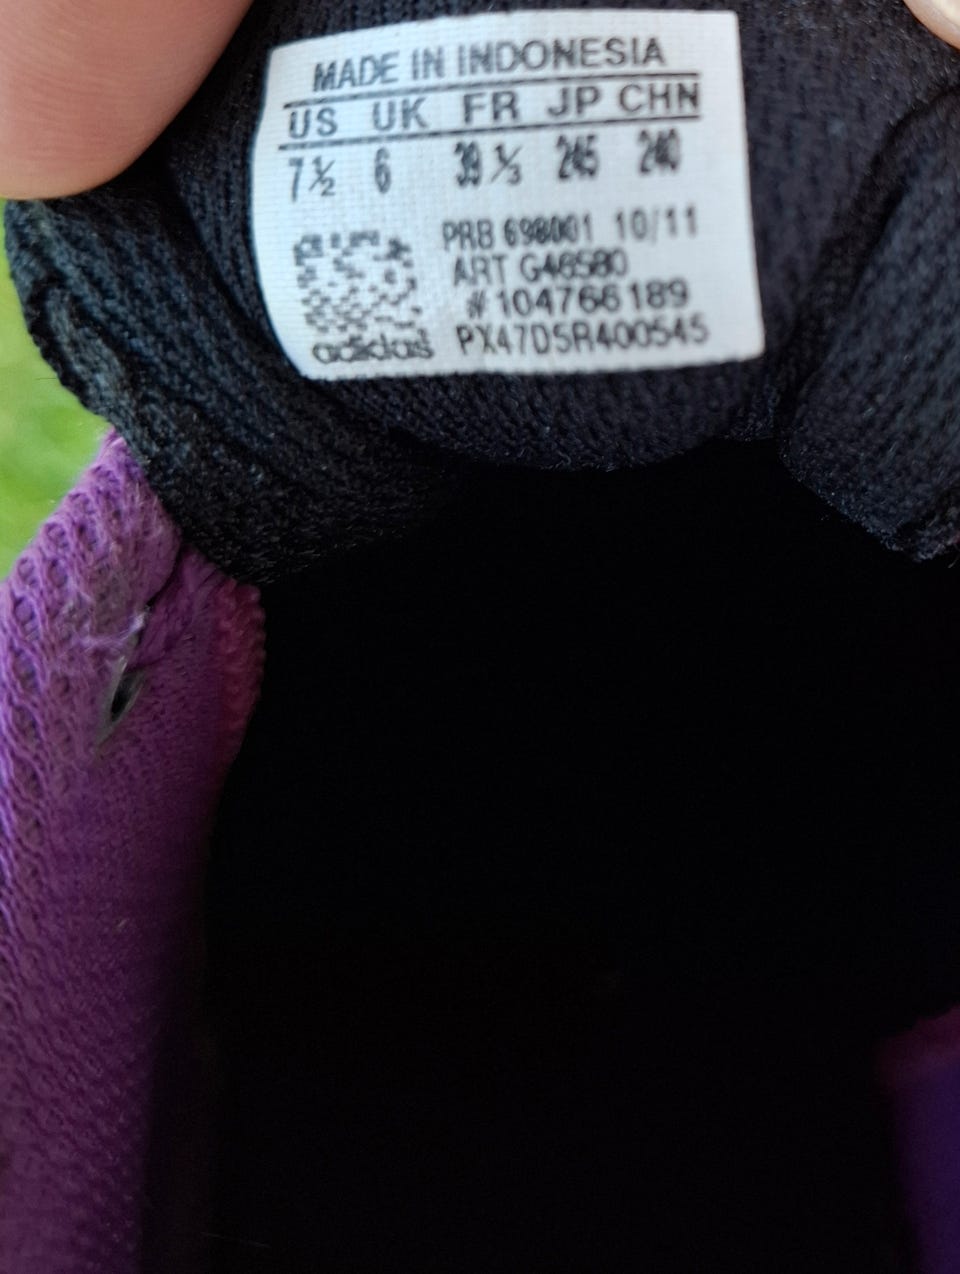 MADE IN INDONESIA
US UK FR JP CHN
7½ 6 39⅓ 245 240
PRB 698001 10/11
ART G46580
# 104766189
PX47D5R400545
adidas